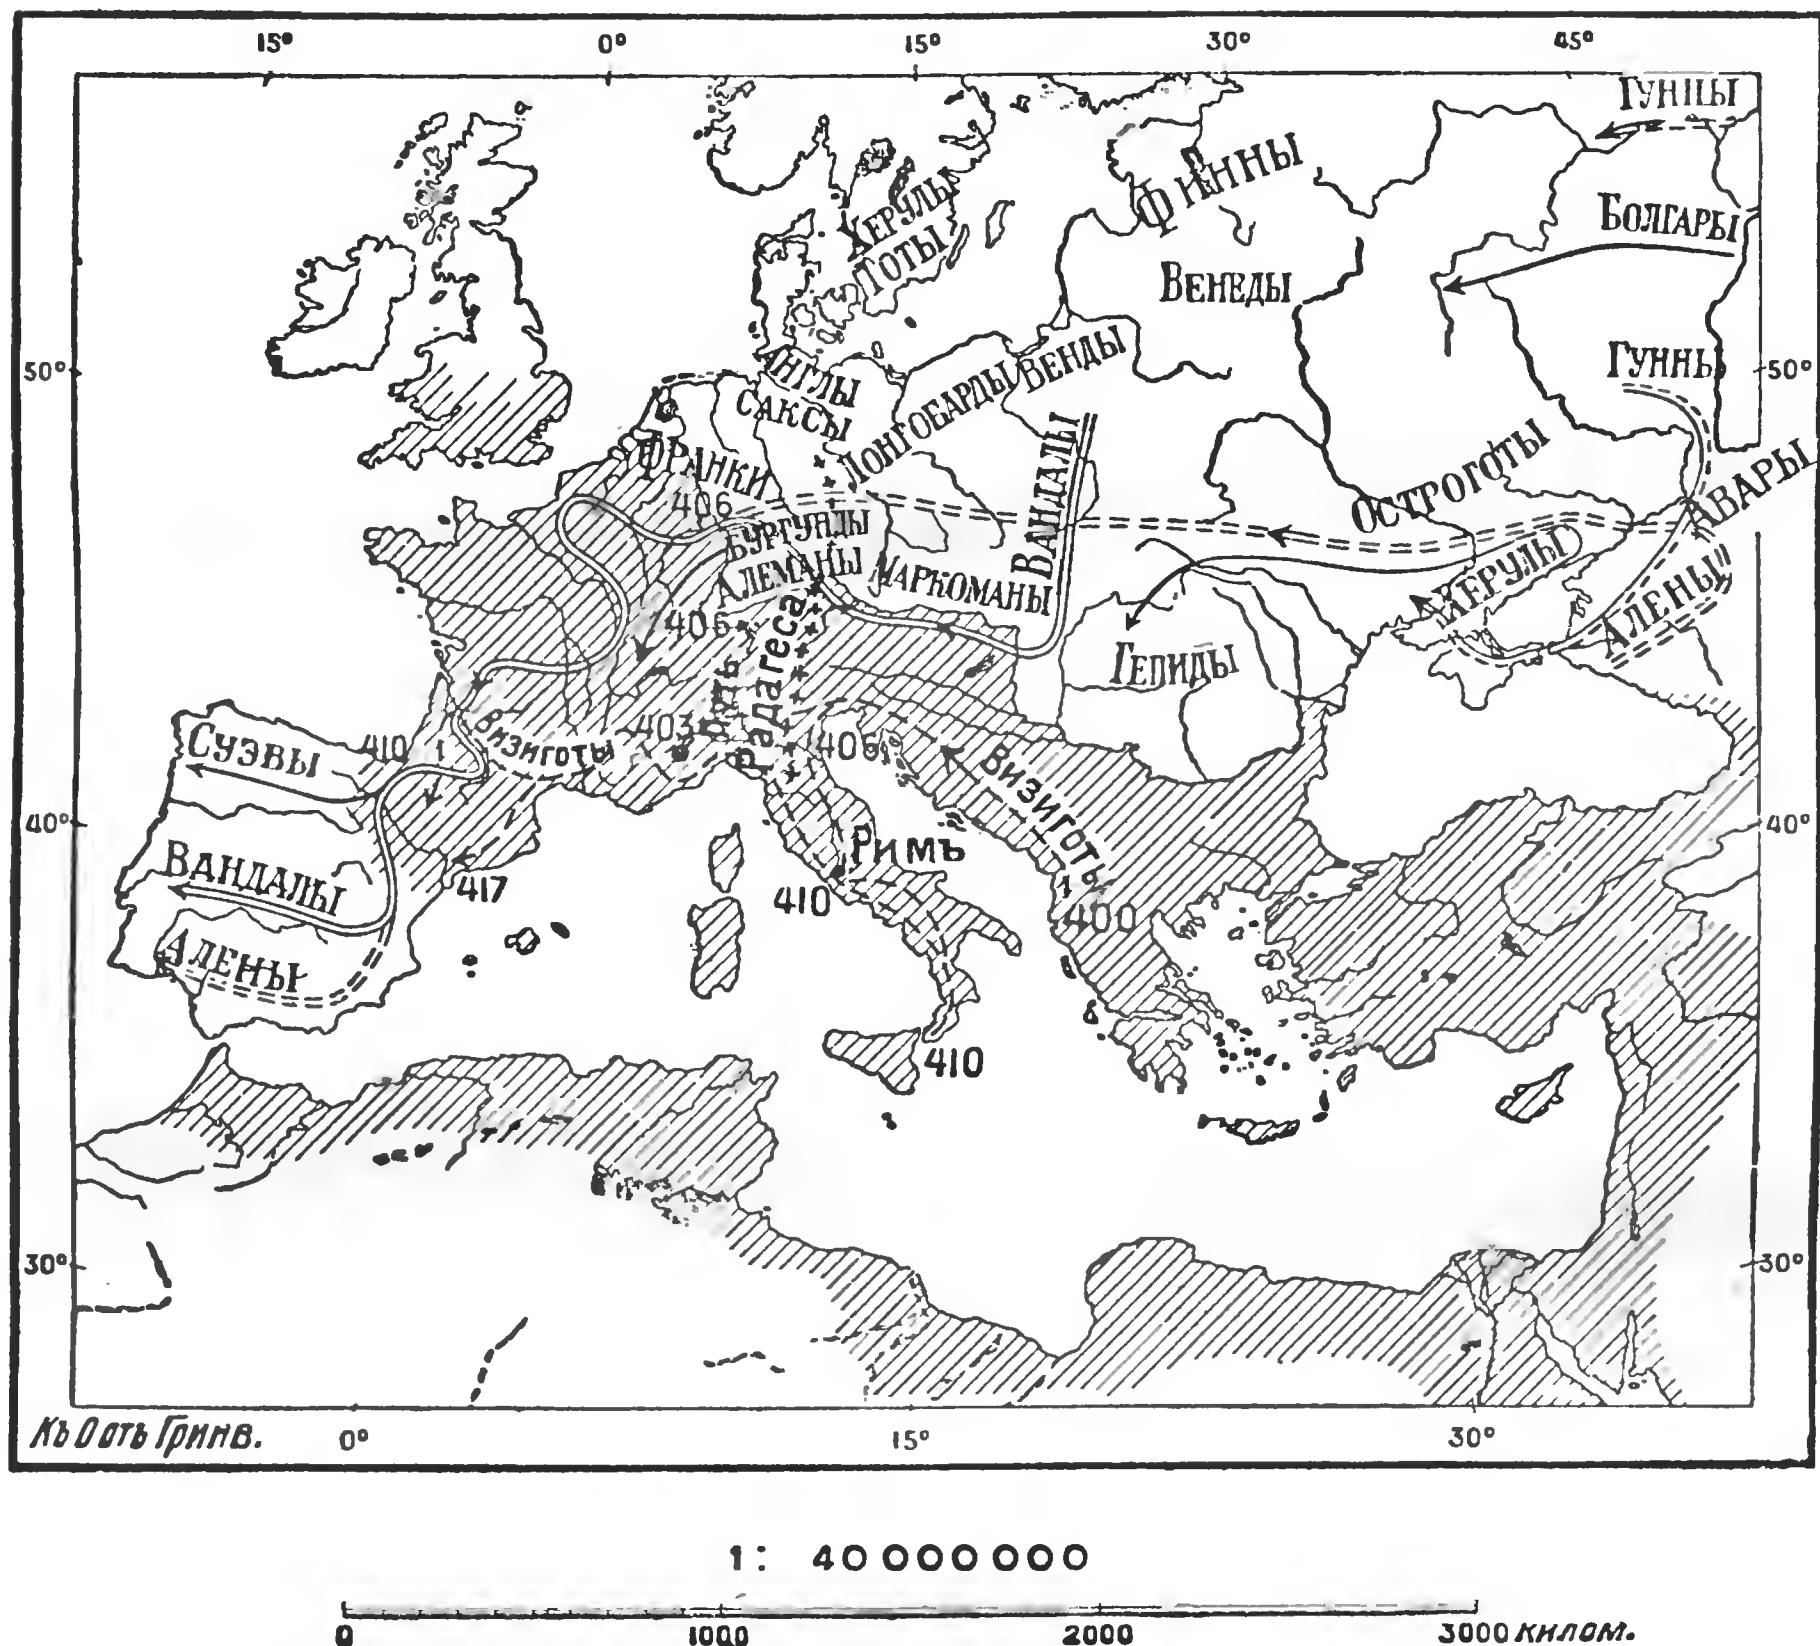 15° 0° 15° 30° 45°
ГУННЫ
ФИННЫ
БОЛГАРЫ
ХЕРУЛЫ
ГОТЫ
ВЕНЕДЫ
50°
ГУННЫ
50°
АНГЛЫ
САКСЫ
ЛОНГОБАРДЫ
ВЕНДЫ
ФРАНКИ
ВАНДАЛЫ
ОСТРОГОТЫ
АВАРЫ
406
БУРГУНДЫ
АЛЕМАНЫ
МАРКОМАНЫ
ХЕРУЛЫ
АЛЕНЫ
406
Путь
Радагеса
ГЕПИДЫ
СУЭВЫ
410
Визиготы
403
406
Визиготы
40°
40°
ВАНДАЛЫ
417
Римъ
410
400
АЛЕНЫ
410
30°
30°
Къ О отъ Гринв. 0° 15° 30°
1: 40 000 000
0 1000 2000 3000 килом.